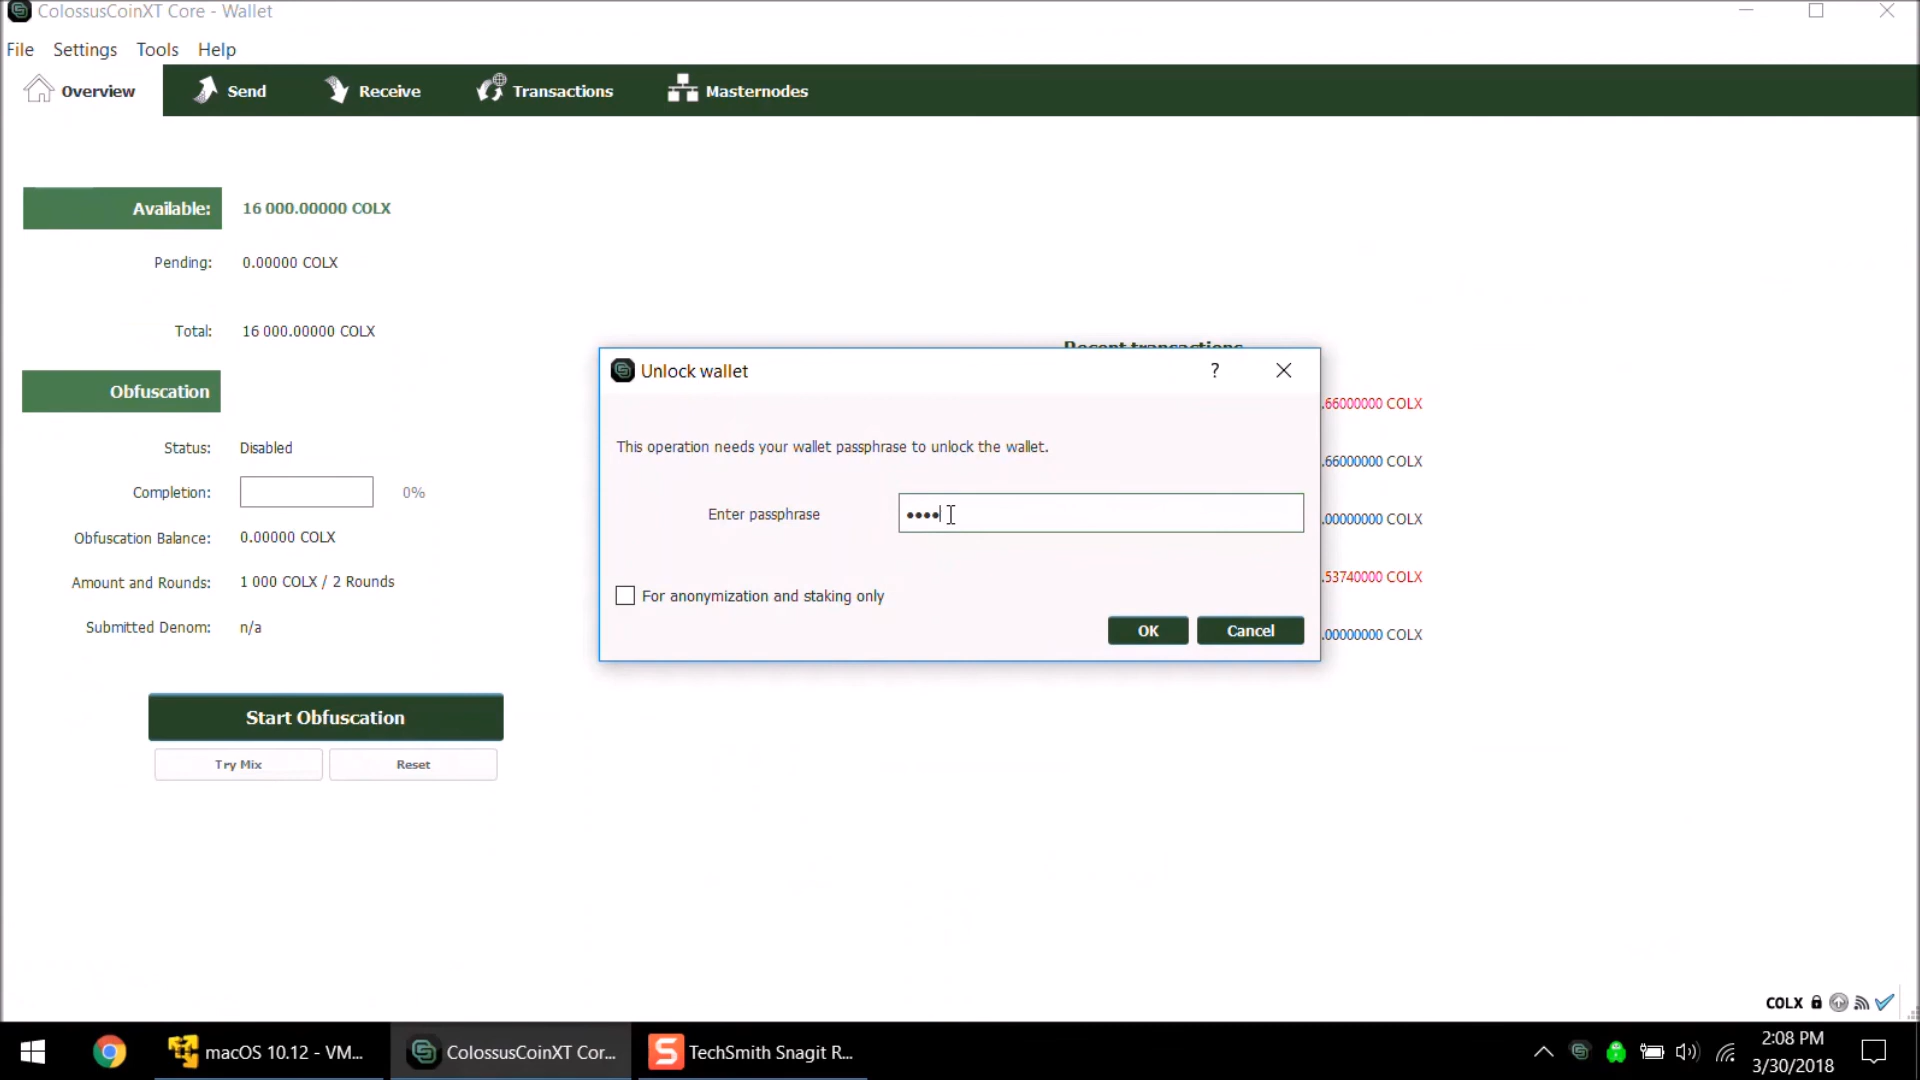 ColossusCoinXT Core - Wallet
File Settings Tools Help
Overview Send Receive Transactions Masternodes
Available: 16 000.00000 COLX
Pending: 0.00000 COLX
Total: 16 000.00000 COLX
Recent transactions
Unlock wallet ?
.66000000 COLX
Obfuscation
This operation needs your wallet passphrase to unlock the wallet.
Status: Disabled
.66000000 COLX
Completion: 0%
Enter passphrase ••••
.00000000 COLX
Obfuscation Balance: 0.00000 COLX
Amount and Rounds: 1 000 COLX / 2 Rounds
.53740000 COLX
For anonymization and staking only
Submitted Denom: n/a
OK Cancel
.00000000 COLX
Start Obfuscation
Try Mix Reset
COLX
macOS 10.12 - VM...
ColossusCoinXT Cor...
TechSmith Snagit R...
2:08 PM
3/30/2018